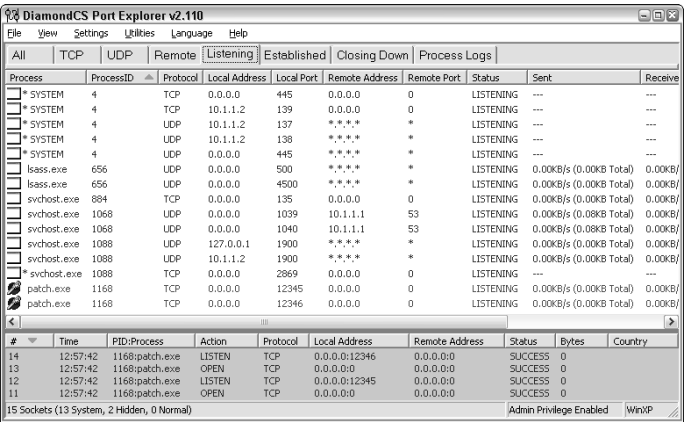 DiamondCS Port Explorer v2.110
File View Settings Utilities Language Help
All TCP UDP Remote Listening Established Closing Down Process Logs
Process ProcessID Protocol Local Address Local Port Remote Address Remote Port Status Sent Receive
* SYSTEM 4 TCP 0.0.0.0 445 0.0.0.0 0 LISTENING --- ---
* SYSTEM 4 TCP 10.1.1.2 139 0.0.0.0 0 LISTENING --- ---
* SYSTEM 4 UDP 10.1.1.2 137 *.*.*.* * LISTENING --- ---
* SYSTEM 4 UDP 10.1.1.2 138 *.*.*.* * LISTENING --- ---
* SYSTEM 4 UDP 0.0.0.0 445 *.*.*.* * LISTENING --- ---
lsass.exe 656 UDP 0.0.0.0 500 *.*.*.* * LISTENING 0.00KB/s (0.00KB Total) 0.00KB/
lsass.exe 656 UDP 0.0.0.0 4500 *.*.*.* * LISTENING 0.00KB/s (0.00KB Total) 0.00KB/
svchost.exe 884 TCP 0.0.0.0 135 0.0.0.0 0 LISTENING 0.00KB/s (0.00KB Total) 0.00KB/
svchost.exe 1068 UDP 0.0.0.0 1039 10.1.1.1 53 LISTENING 0.00KB/s (0.00KB Total) 0.00KB/
svchost.exe 1068 UDP 0.0.0.0 1040 10.1.1.1 53 LISTENING 0.00KB/s (0.08KB Total) 0.00KB/
svchost.exe 1088 UDP 127.0.0.1 1900 *.*.*.* * LISTENING 0.00KB/s (0.00KB Total) 0.00KB/
svchost.exe 1088 UDP 10.1.1.2 1900 *.*.*.* * LISTENING 0.00KB/s (0.00KB Total) 0.00KB/
* svchost.exe 1088 TCP 0.0.0.0 2869 0.0.0.0 0 LISTENING --- ---
patch.exe 1168 TCP 0.0.0.0 12345 0.0.0.0 0 LISTENING 0.00KB/s (0.00KB Total) 0.00KB/
patch.exe 1168 TCP 0.0.0.0 12346 0.0.0.0 0 LISTENING 0.00KB/s (0.00KB Total) 0.00KB/
# Time PID:Process Action Protocol Local Address Remote Address Status Bytes Country
14 12:57:42 1168:patch.exe LISTEN TCP 0.0.0.0:12346 0.0.0.0:0 SUCCESS 0
13 12:57:42 1168:patch.exe OPEN TCP 0.0.0.0:0 0.0.0.0:0 SUCCESS 0
12 12:57:42 1168:patch.exe LISTEN TCP 0.0.0.0:12345 0.0.0.0:0 SUCCESS 0
11 12:57:42 1168:patch.exe OPEN TCP 0.0.0.0:0 0.0.0.0:0 SUCCESS 0
15 Sockets (13 System, 2 Hidden, 0 Normal) Admin Privilege Enabled WinXP